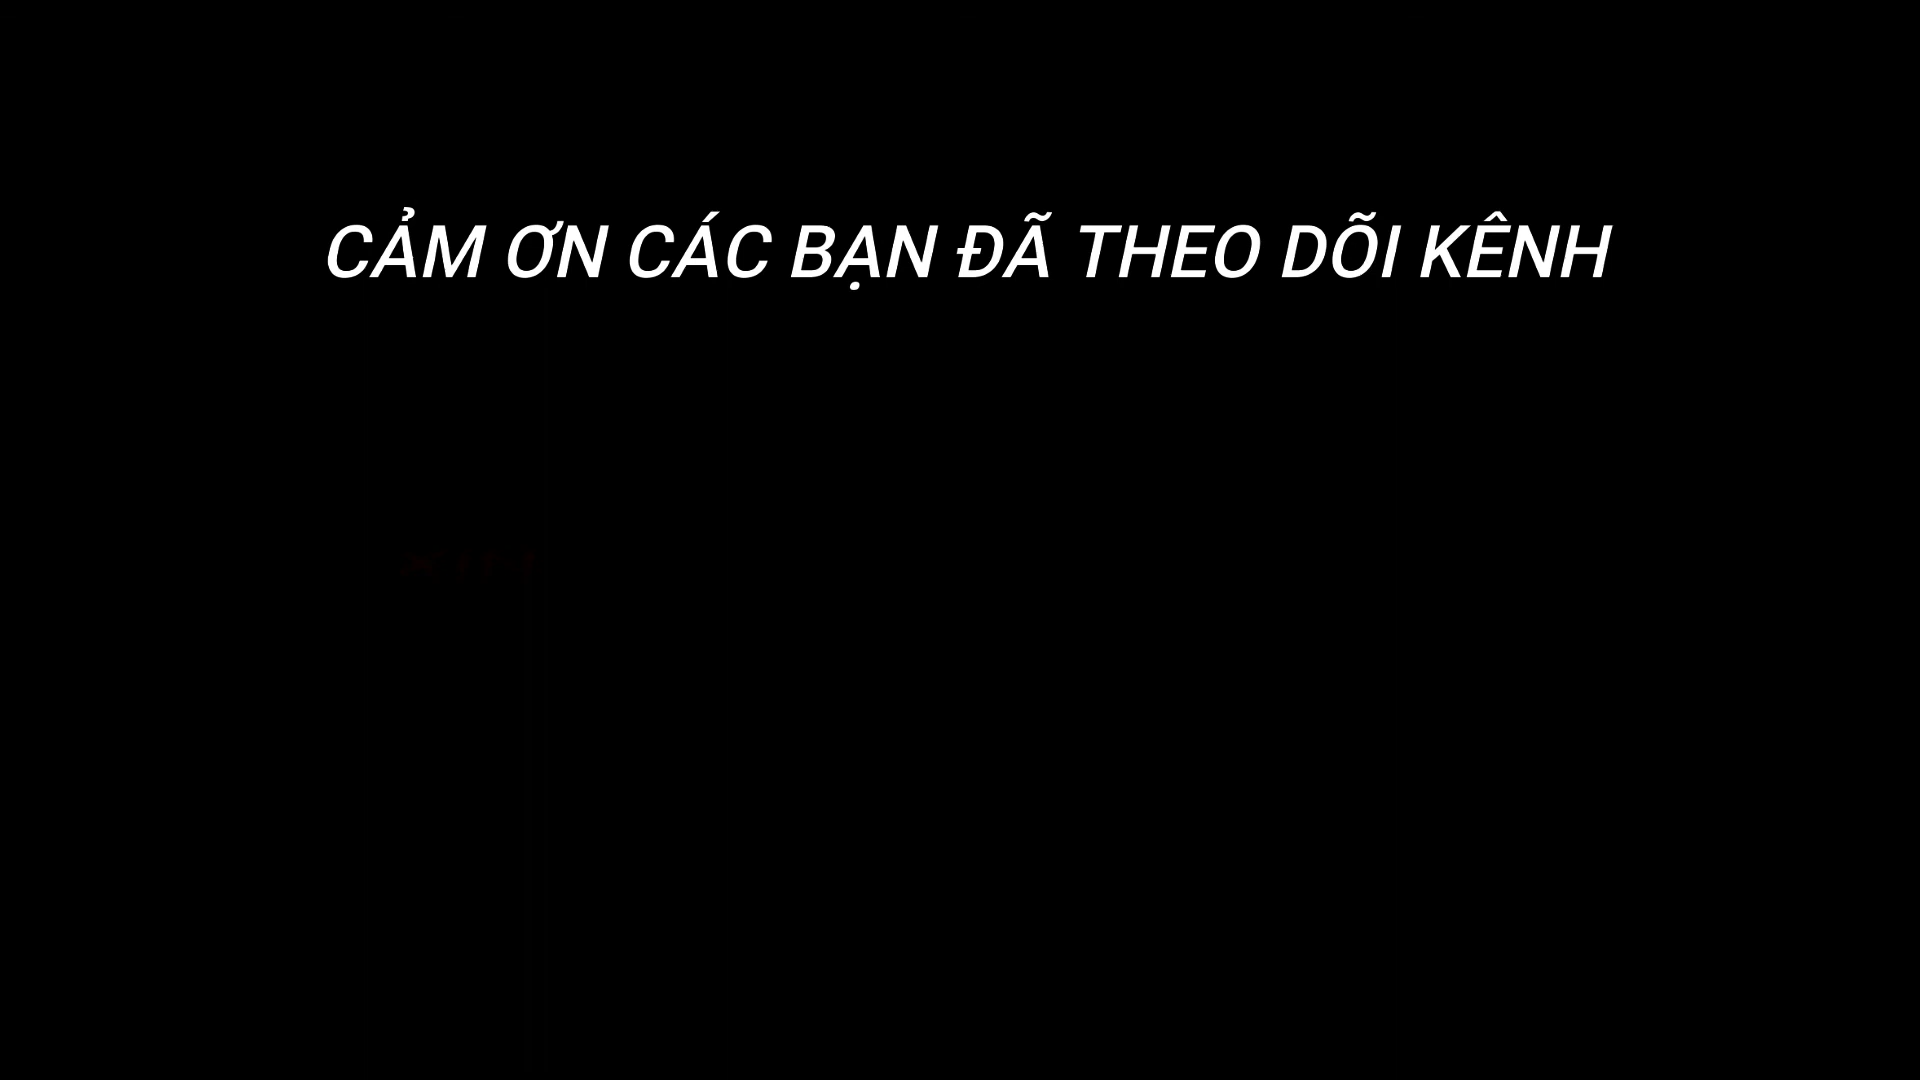 CẢM ƠN CÁC BẠN ĐÃ THEO DÕI KÊNH